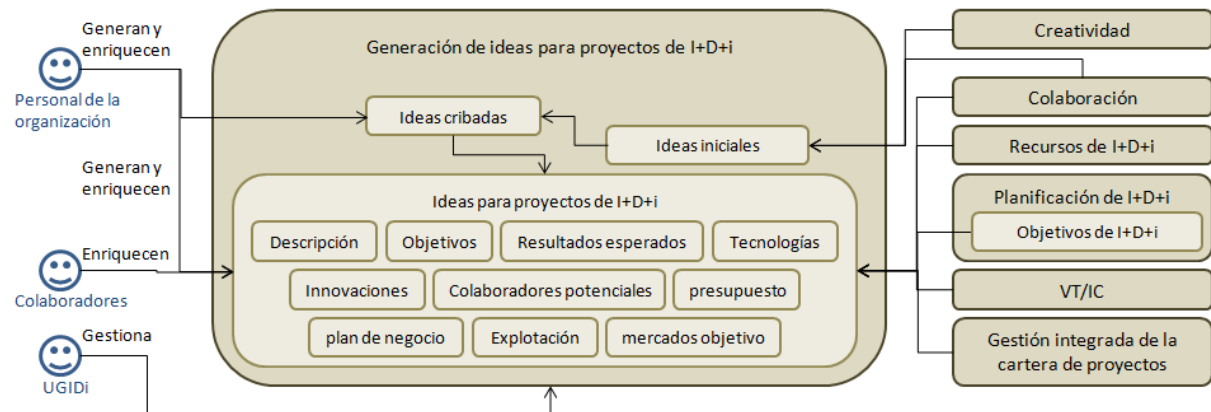 Generan y
enriquecen
Personal de la
organización
Generan y
enriquecen
Enriquecen
Colaboradores
Gestiona
UGIDi
Generación de ideas para proyectos de I+D+i
Ideas cribadas
Ideas iniciales
Ideas para proyectos de I+D+i
Descripción
Objetivos
Resultados esperados
Tecnologías
Innovaciones
Colaboradores potenciales
presupuesto
plan de negocio
Explotación
mercados objetivo
Creatividad
Colaboración
Recursos de I+D+i
Planificación de I+D+i
Objetivos de I+D+i
VT/IC
Gestión integrada de la
cartera de proyectos